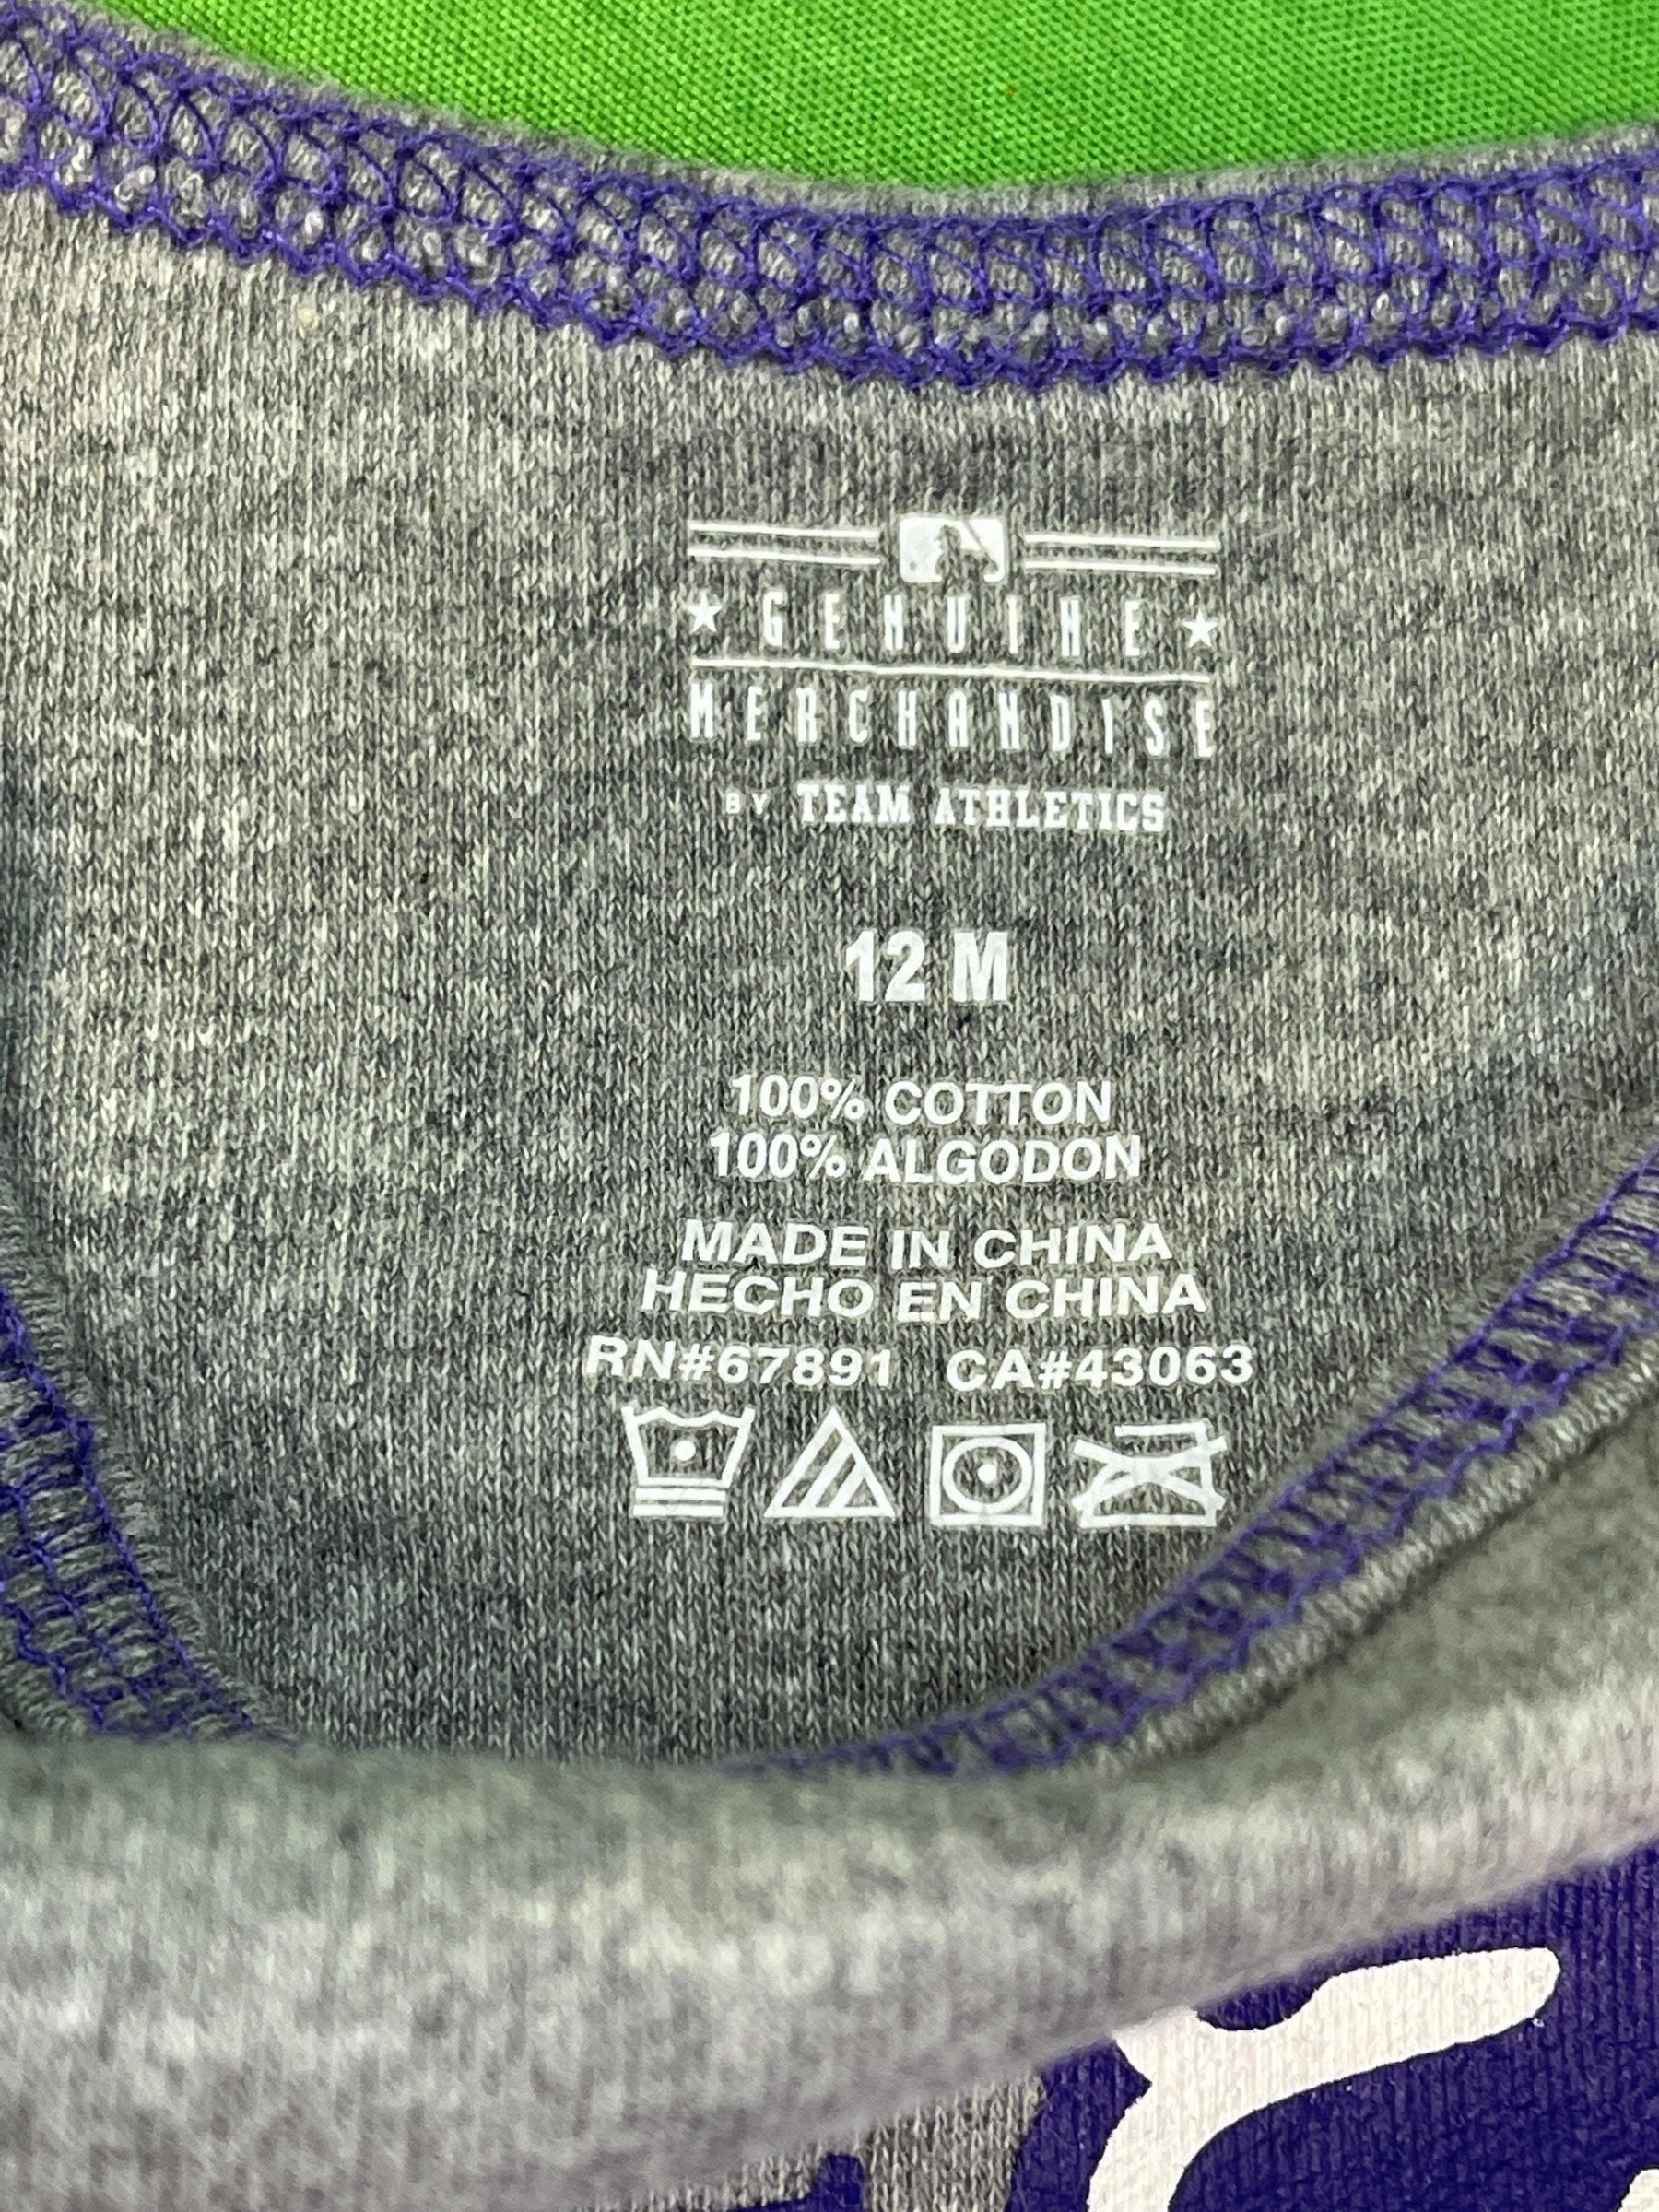 GENUINE
MERCHANDISE
BY TEAM ATHLETICS
12 M
100% COTTON
100% ALGODON
MADE IN CHINA
HECHO EN CHINA
RN#67891 CA#43063